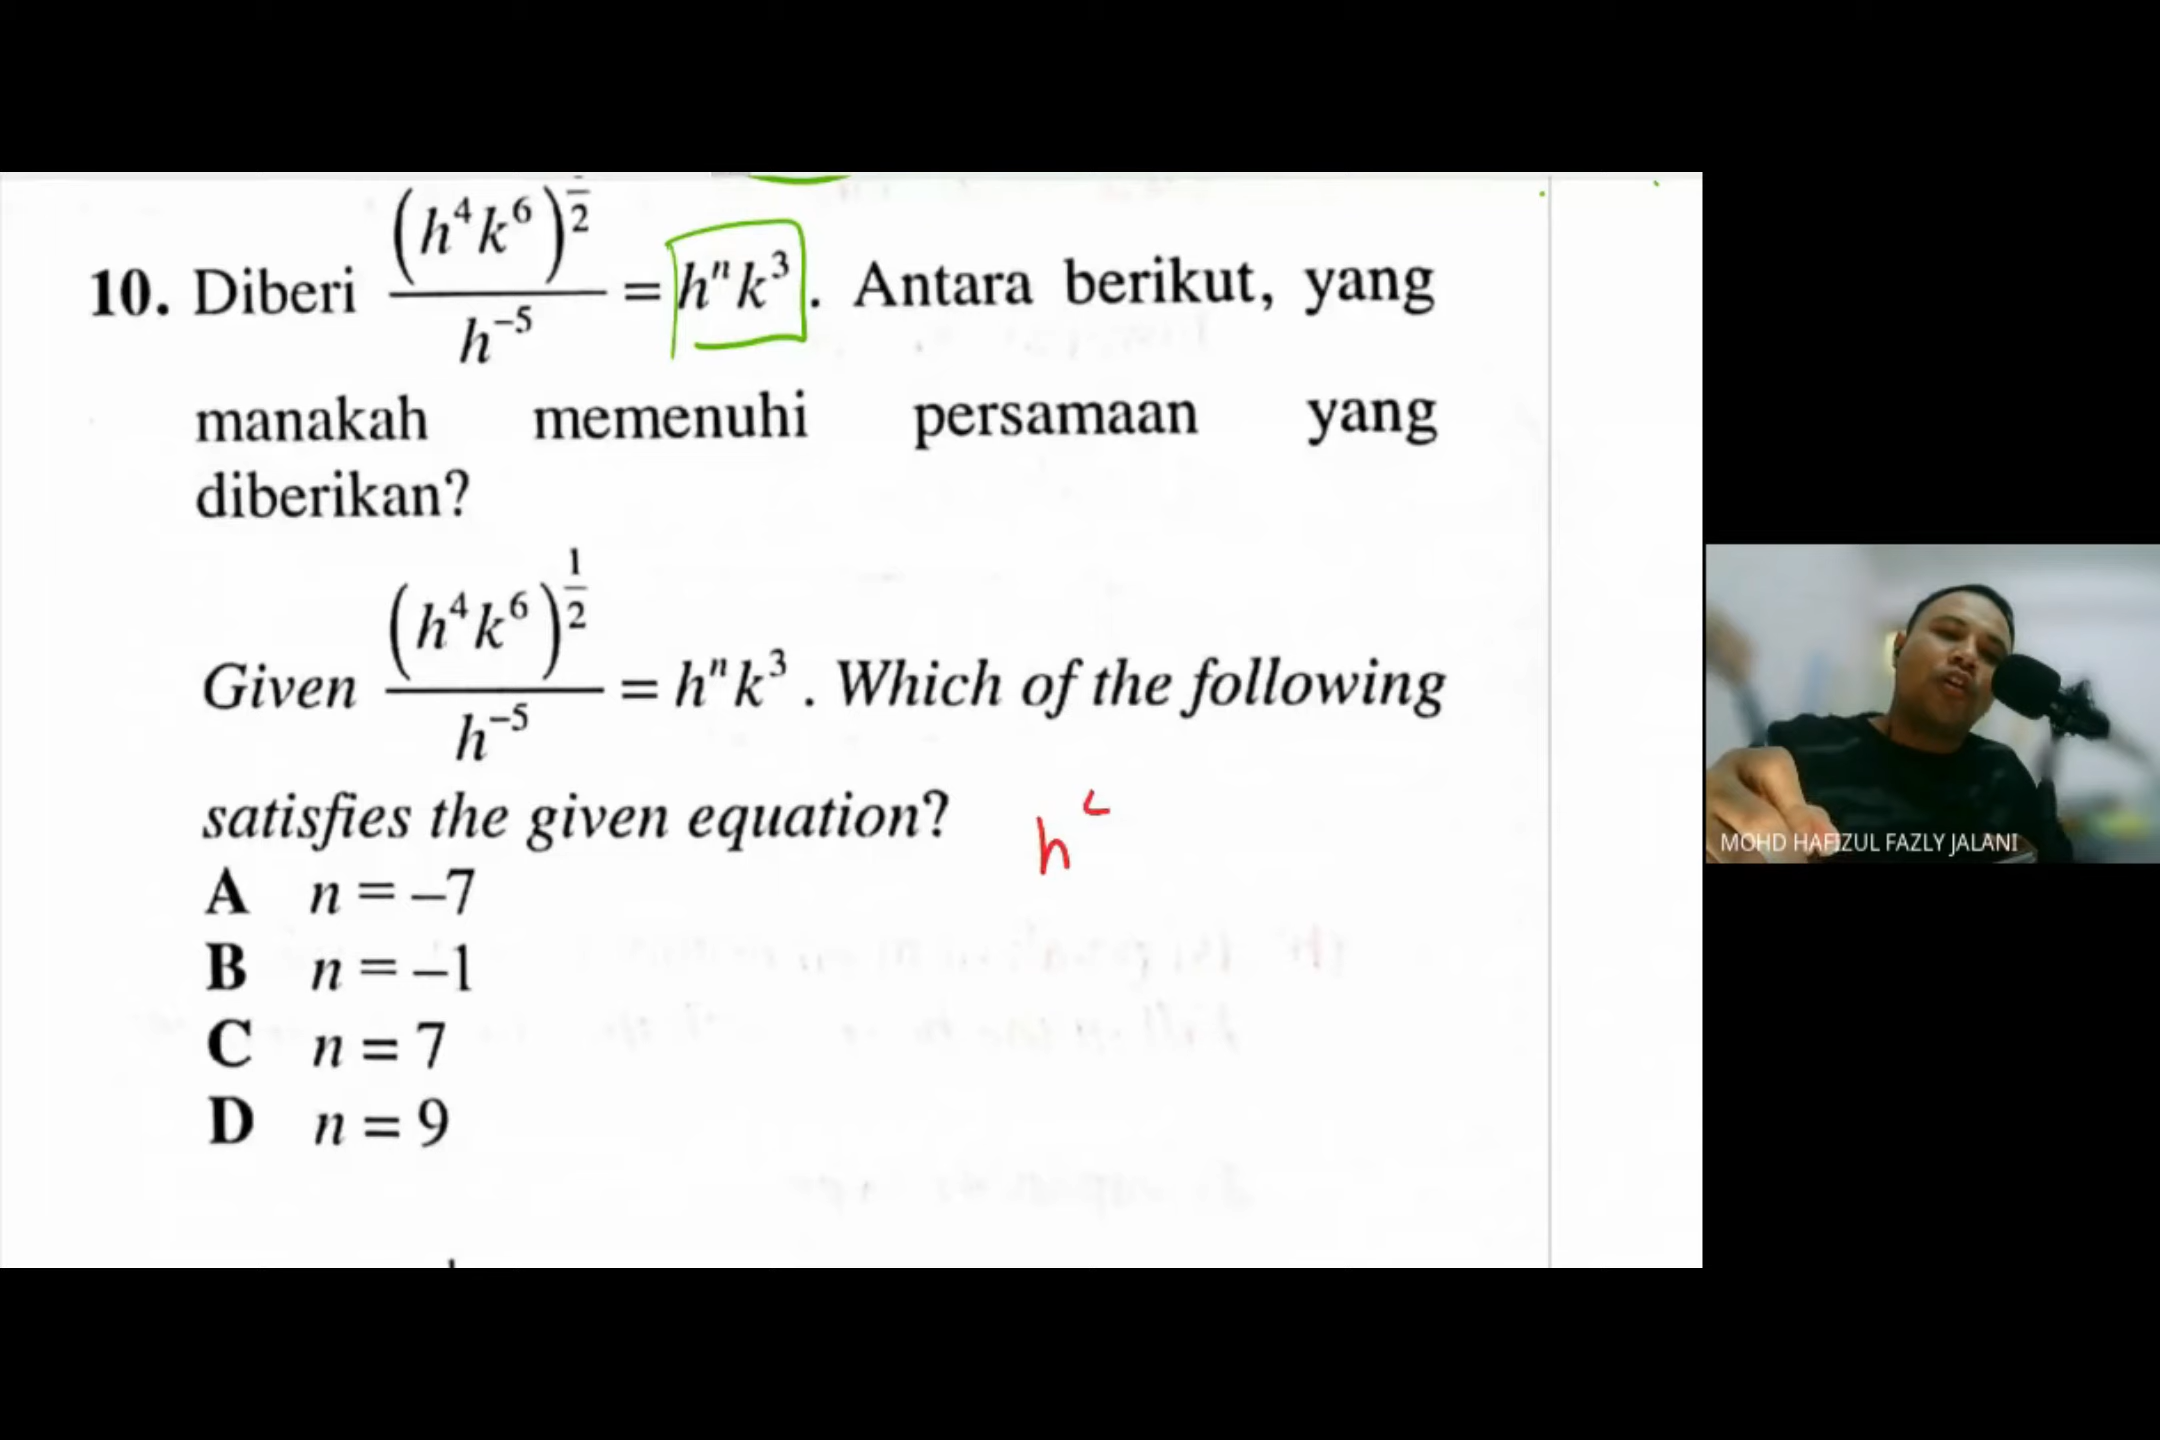 10. Diberi (h⁴k⁶)^½ / h⁻⁵ = hⁿk³. Antara berikut, yang
manakah memenuhi persamaan yang
diberikan?
Given (h⁴k⁶)^½ / h⁻⁵ = hⁿk³. Which of the following
satisfies the given equation?
h
A n = –7
B n = –1
C n = 7
D n = 9
MOHD HAFIZUL FAZLY JALANI